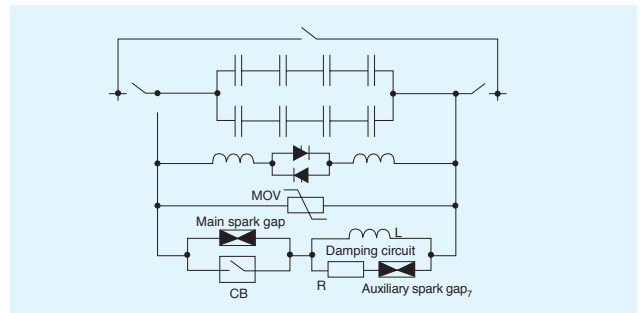 MOV
Main spark gap
L
Damping circuit
CB
R
Auxiliary spark gap7